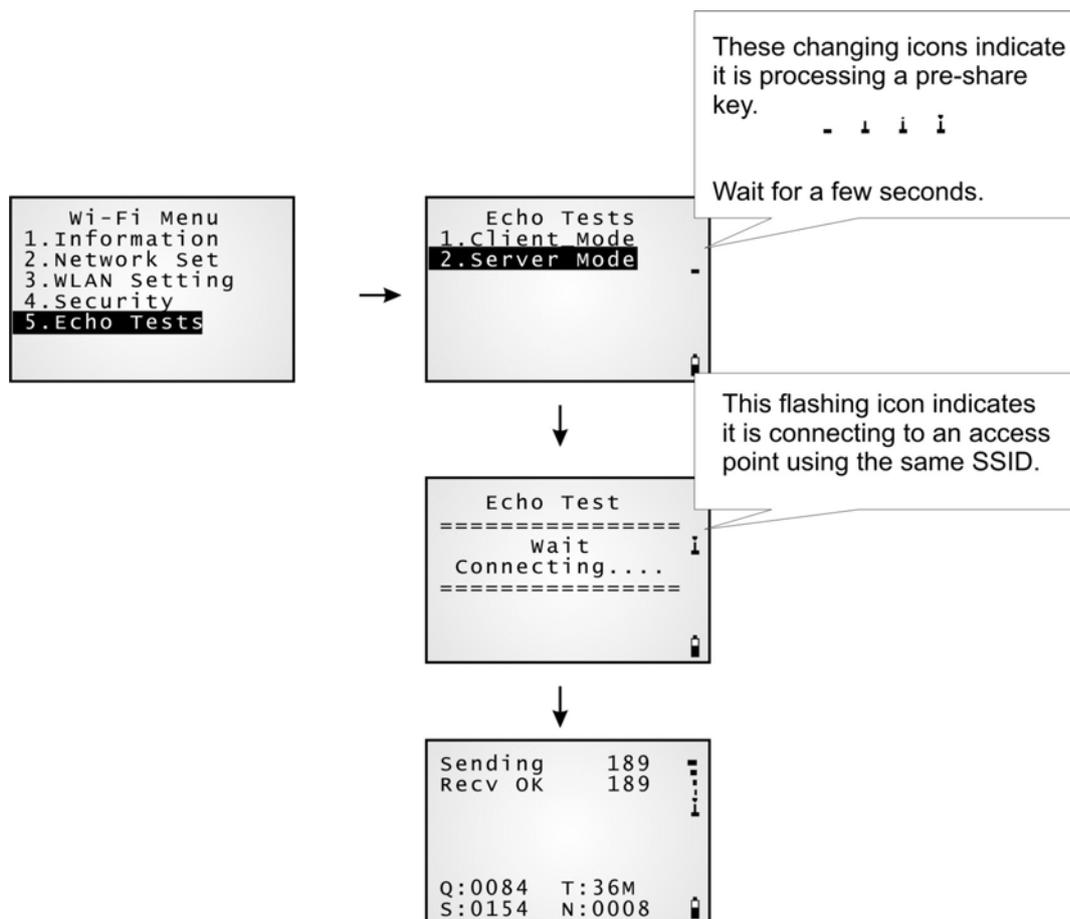 These changing icons indicate
it is processing a pre-share
key.
Wait for a few seconds.
Wi-Fi Menu
1.Information
2.Network Set
3.WLAN Setting
4.Security
5.Echo Tests
Echo Tests
1.Client Mode
2.Server Mode
This flashing icon indicates
it is connecting to an access
point using the same SSID.
Echo Test
================
Wait
Connecting....
================
Sending 189
Recv OK 189
Q:0084 T:36M
S:0154 N:0008